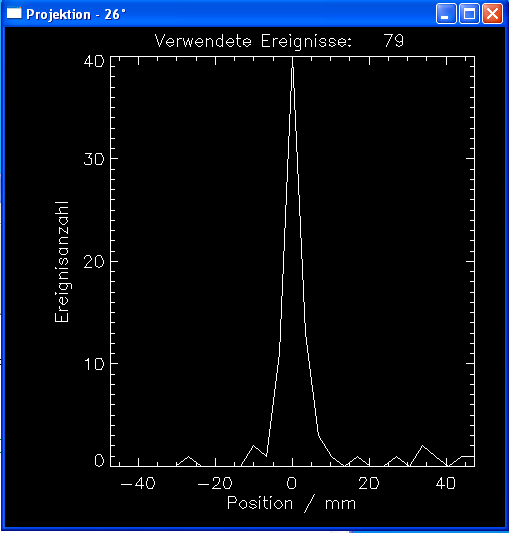 Projektion - 26°
Verwendete Ereignisse: 79
40
30
20
10
0
Ereignisanzahl
-40 -20 0 20 40
Position / mm